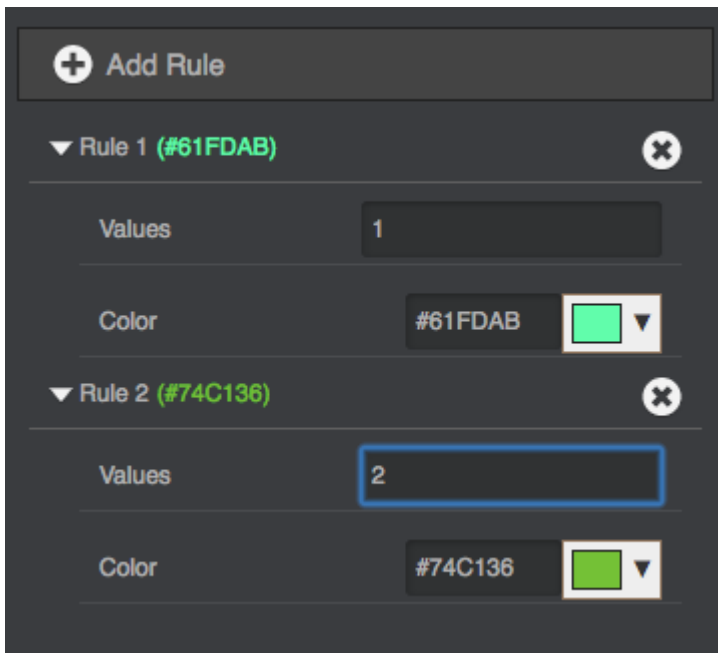 Add Rule
Rule 1 (#61FDAB)
Values 1
Color #61FDAB
Rule 2 (#74C136)
Values 2
Color #74C136